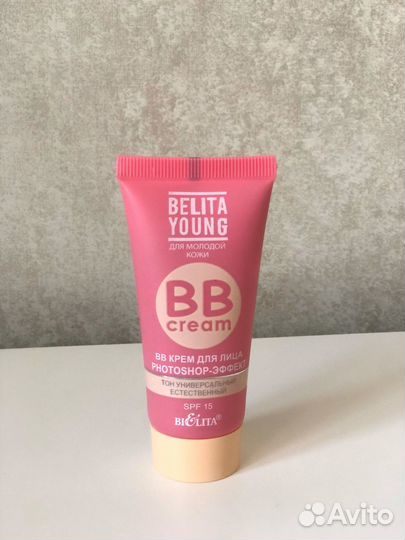 BELITA
YOUNG
ДЛЯ МОЛОДОЙ
КОЖИ
BB
cream
BB КРЕМ ДЛЯ ЛИЦА
PHOTOSHOP-ЭФФЕКТ
ТОН УНИВЕРСАЛЬНЫЙ
ЕСТЕСТВЕННЫЙ
SPF 15
BIЁLITA®
Avito